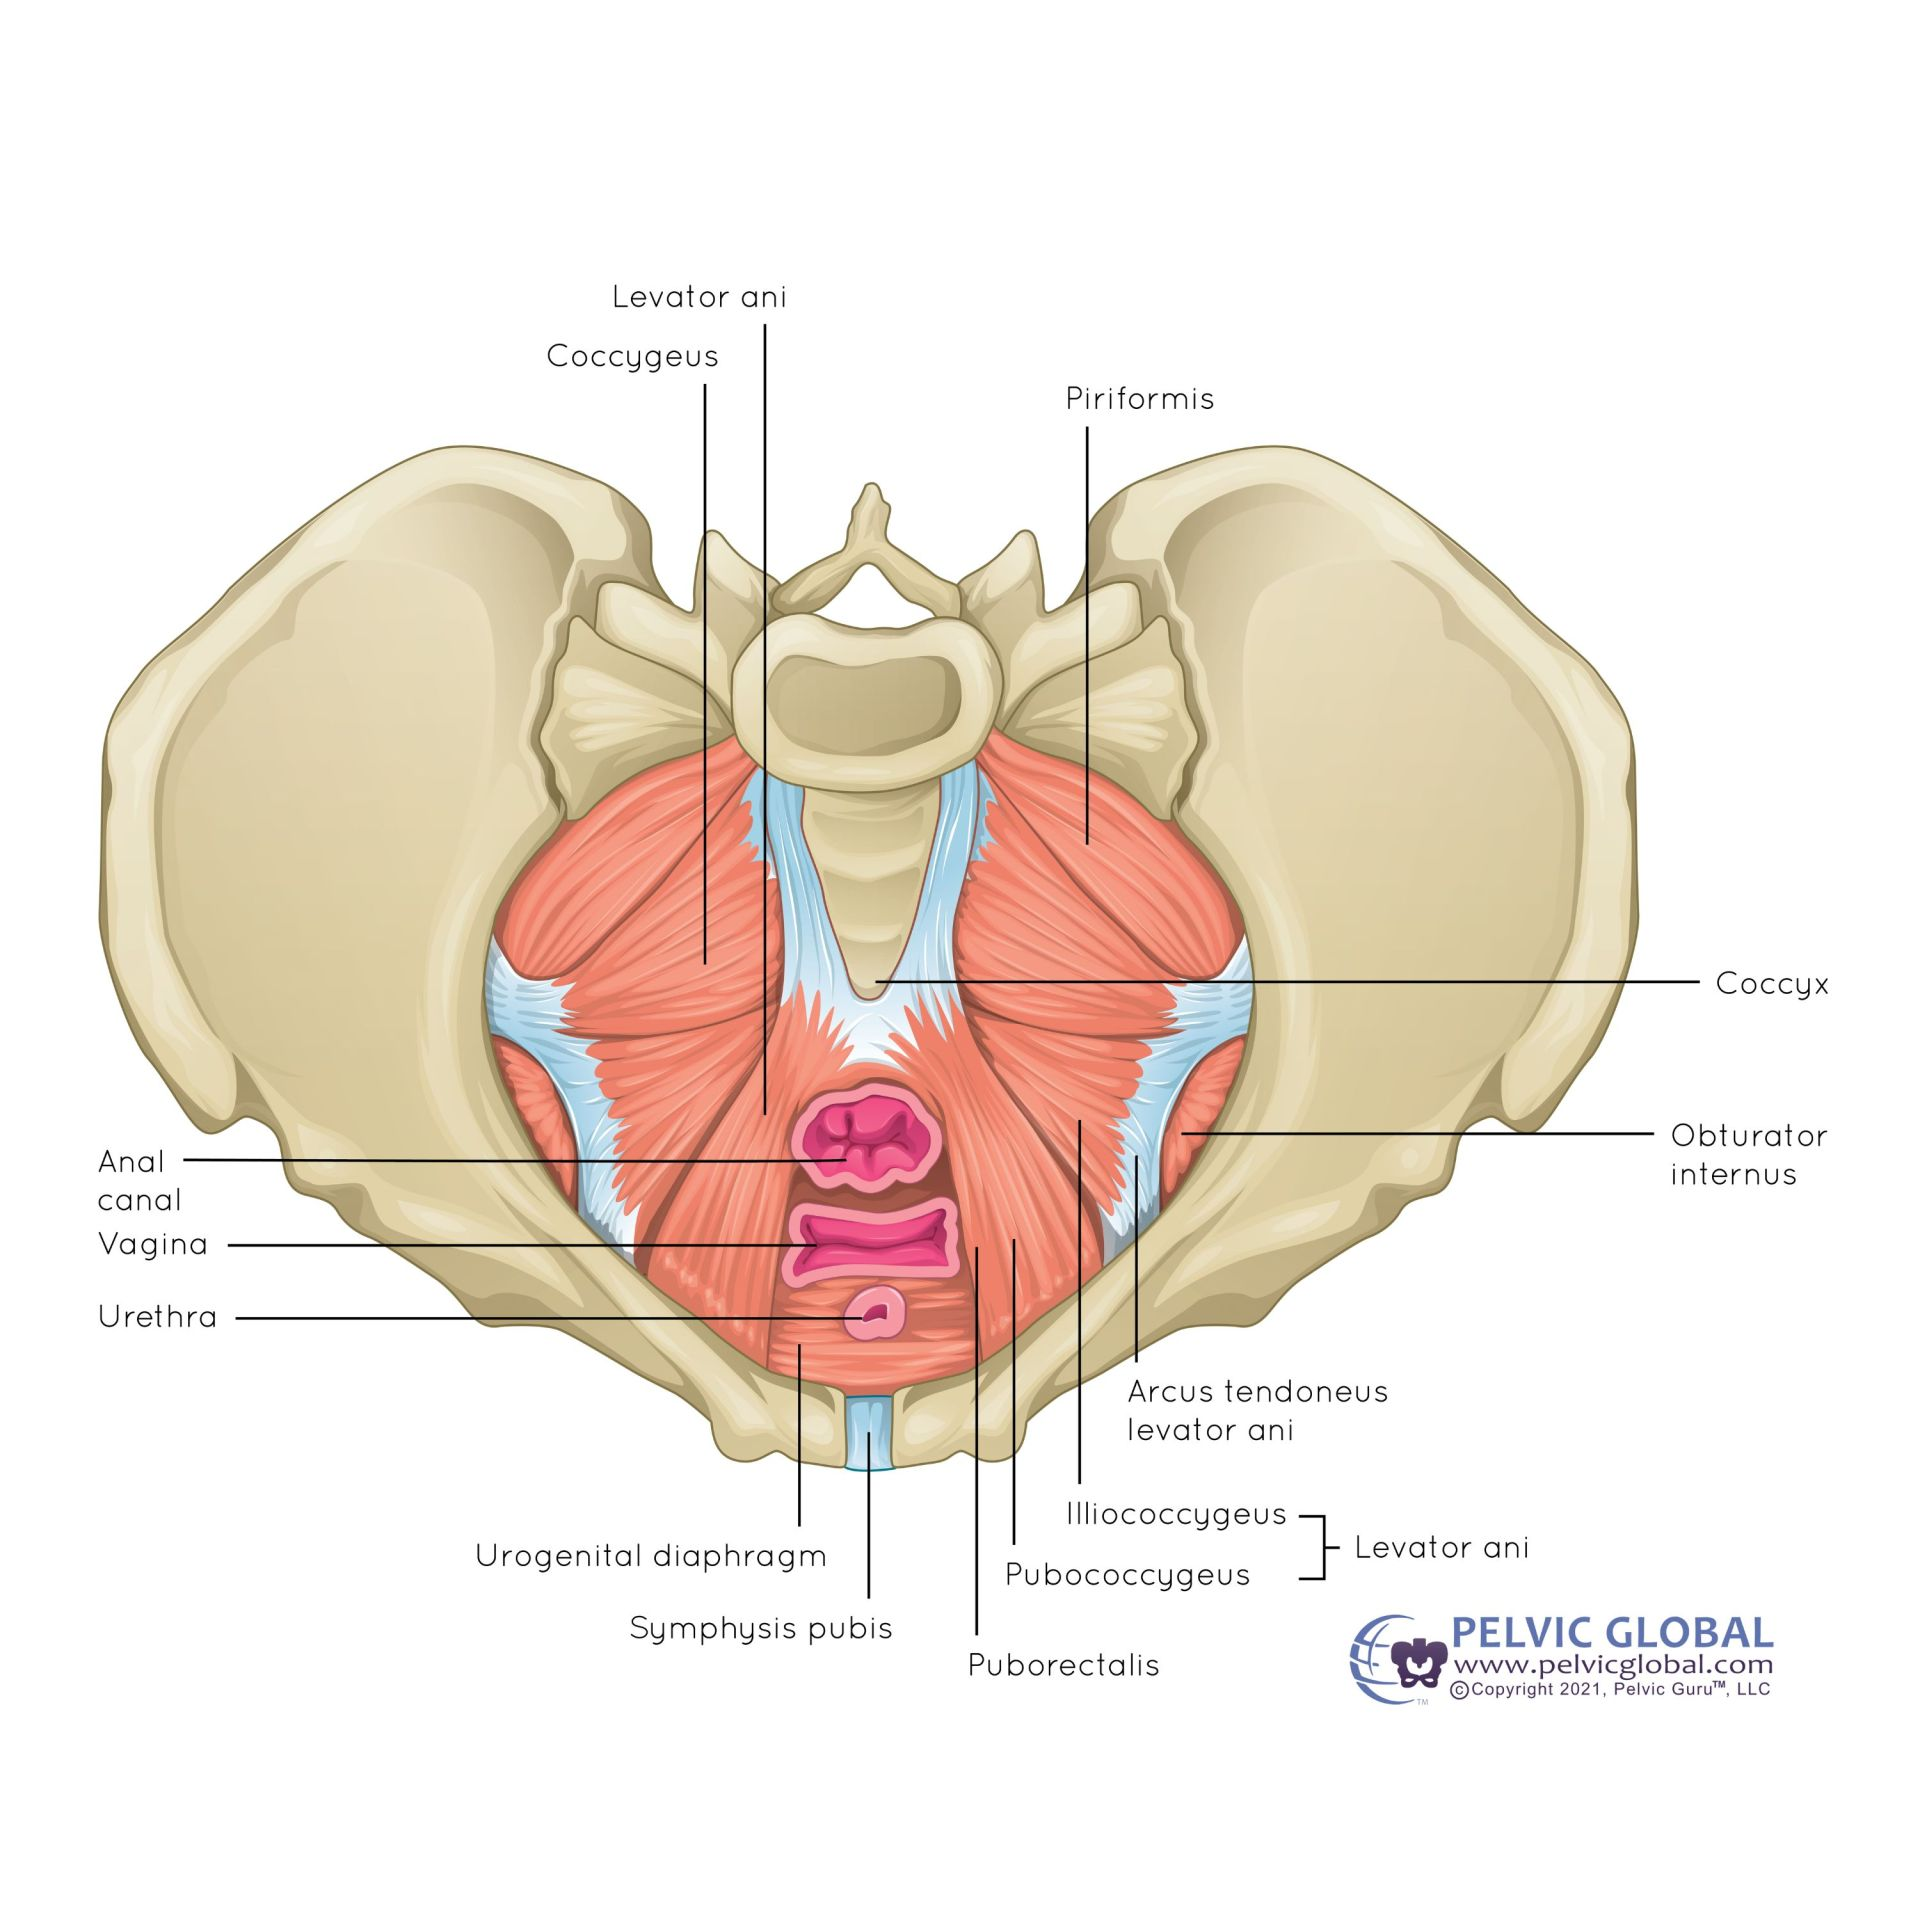 Levator ani
Coccygeus
Piriformis
Coccyx
Obturator
internus
Anal
canal
Vagina
Urethra
Arcus tendoneus
levator ani
Illiococcygeus
Levator ani
Urogenital diaphragm
Pubococcygeus
Symphysis pubis
Puborectalis
PELVIC GLOBAL
www.pelvicglobal.com
©Copyright 2021, Pelvic Guru™, LLC
TM